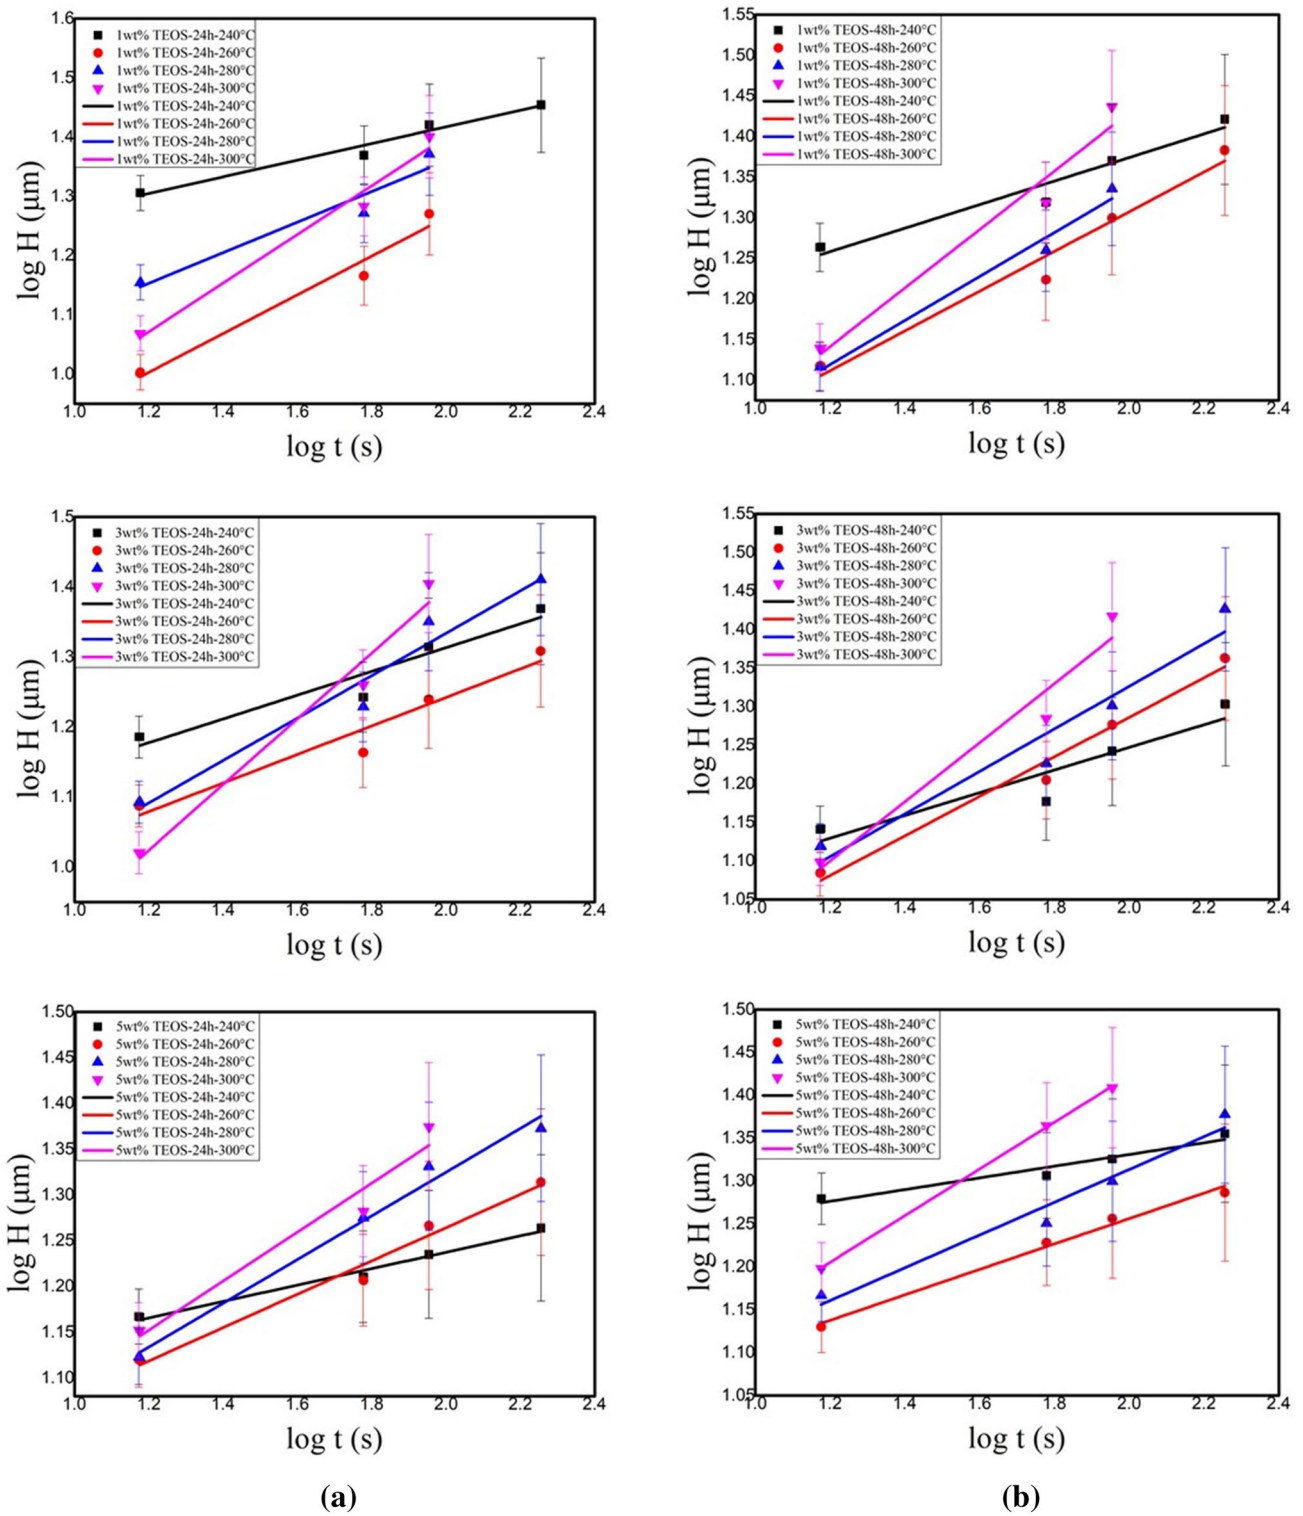 1.6
1.5
1.4
1.3
1.2
1.1
1.0
log H (μm)
1wt% TEOS-24h-240°C
1wt% TEOS-24h-260°C
1wt% TEOS-24h-280°C
1wt% TEOS-24h-300°C
1wt% TEOS-24h-240°C
1wt% TEOS-24h-260°C
1wt% TEOS-24h-280°C
1wt% TEOS-24h-300°C
1.0 1.2 1.4 1.6 1.8 2.0 2.2 2.4
log t (s)
1.55
1.50
1.45
1.40
1.35
1.30
1.25
1.20
1.15
1.10
log H (μm)
1wt% TEOS-48h-240°C
1wt% TEOS-48h-260°C
1wt% TEOS-48h-280°C
1wt% TEOS-48h-300°C
1wt% TEOS-48h-240°C
1wt% TEOS-48h-260°C
1wt% TEOS-48h-280°C
1wt% TEOS-48h-300°C
1.0 1.2 1.4 1.6 1.8 2.0 2.2 2.4
log t (s)
1.5
1.4
1.3
1.2
1.1
1.0
log H (μm)
3wt% TEOS-24h-240°C
3wt% TEOS-24h-260°C
3wt% TEOS-24h-280°C
3wt% TEOS-24h-300°C
3wt% TEOS-24h-240°C
3wt% TEOS-24h-260°C
3wt% TEOS-24h-280°C
3wt% TEOS-24h-300°C
1.0 1.2 1.4 1.6 1.8 2.0 2.2 2.4
log t (s)
1.55
1.50
1.45
1.40
1.35
1.30
1.25
1.20
1.15
1.10
1.05
log H (μm)
3wt% TEOS-48h-240°C
3wt% TEOS-48h-260°C
3wt% TEOS-48h-280°C
3wt% TEOS-48h-300°C
3wt% TEOS-48h-240°C
3wt% TEOS-48h-260°C
3wt% TEOS-48h-280°C
3wt% TEOS-48h-300°C
1.0 1.2 1.4 1.6 1.8 2.0 2.2 2.4
log t (s)
1.50
1.45
1.40
1.35
1.30
1.25
1.20
1.15
1.10
log H (μm)
5wt% TEOS-24h-240°C
5wt% TEOS-24h-260°C
5wt% TEOS-24h-280°C
5wt% TEOS-24h-300°C
5wt% TEOS-24h-240°C
5wt% TEOS-24h-260°C
5wt% TEOS-24h-280°C
5wt% TEOS-24h-300°C
1.0 1.2 1.4 1.6 1.8 2.0 2.2 2.4
log t (s)
1.50
1.45
1.40
1.35
1.30
1.25
1.20
1.15
1.10
1.05
log H (μm)
5wt% TEOS-48h-240°C
5wt% TEOS-48h-260°C
5wt% TEOS-48h-280°C
5wt% TEOS-48h-300°C
5wt% TEOS-48h-240°C
5wt% TEOS-48h-260°C
5wt% TEOS-48h-280°C
5wt% TEOS-48h-300°C
1.0 1.2 1.4 1.6 1.8 2.0 2.2 2.4
log t (s)
(a)
(b)